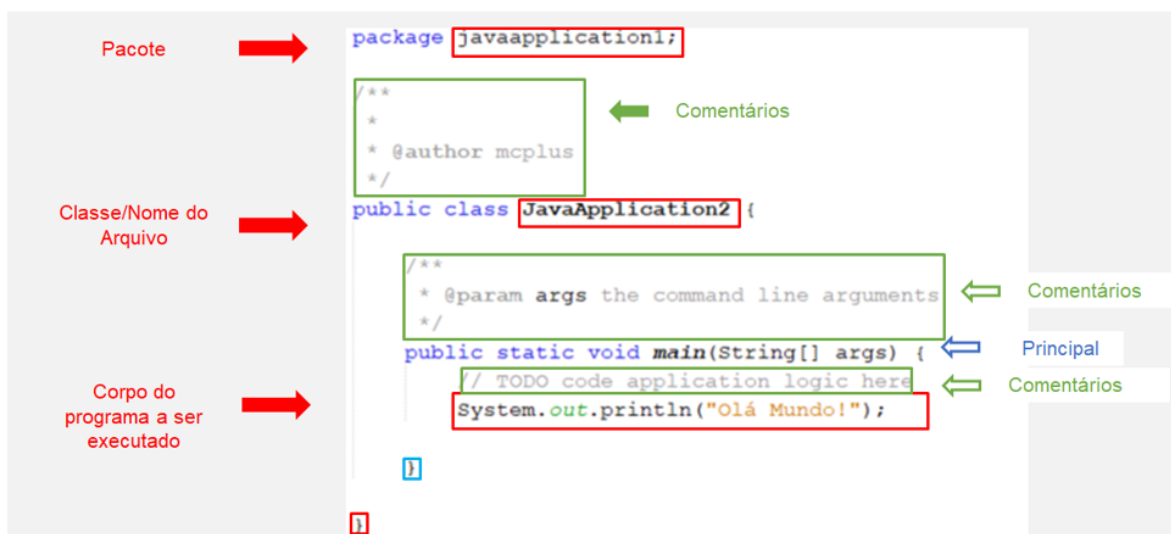 Pacote
package javaapplication1;
/**
*
* @author mcplus
*/
Comentários
Classe/Nome do
Arquivo
public class JavaApplication2 {
/**
* @param args the command line arguments
*/
Comentários
public static void main(String[] args) {
Principal
// TODO code application logic here
Comentários
Corpo do
programa a ser
executado
System.out.println("Olá Mundo!");
}
}